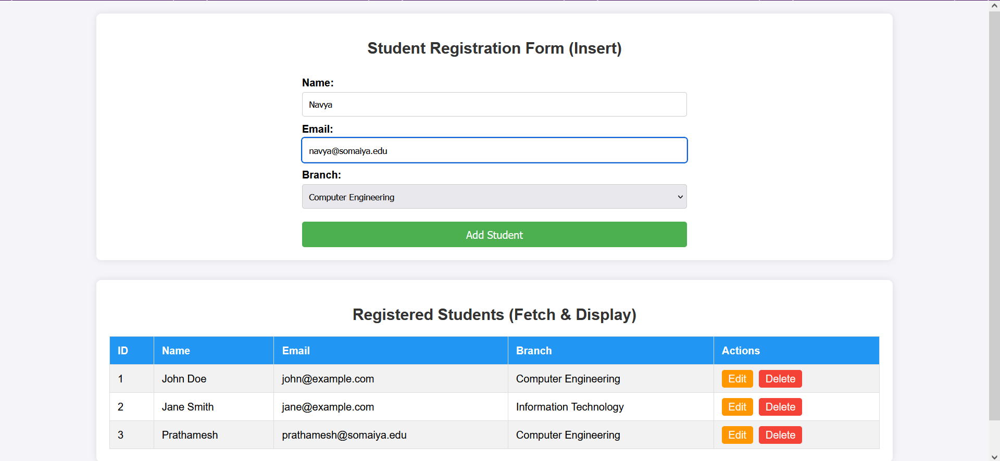 Student Registration Form (Insert)
Name:
Navya
Email:
navya@somaiya.edu
Branch:
Computer Engineering
Add Student
Registered Students (Fetch & Display)
ID Name Email Branch Actions
1 John Doe john@example.com Computer Engineering Edit Delete
2 Jane Smith jane@example.com Information Technology Edit Delete
3 Prathamesh prathamesh@somaiya.edu Computer Engineering Edit Delete